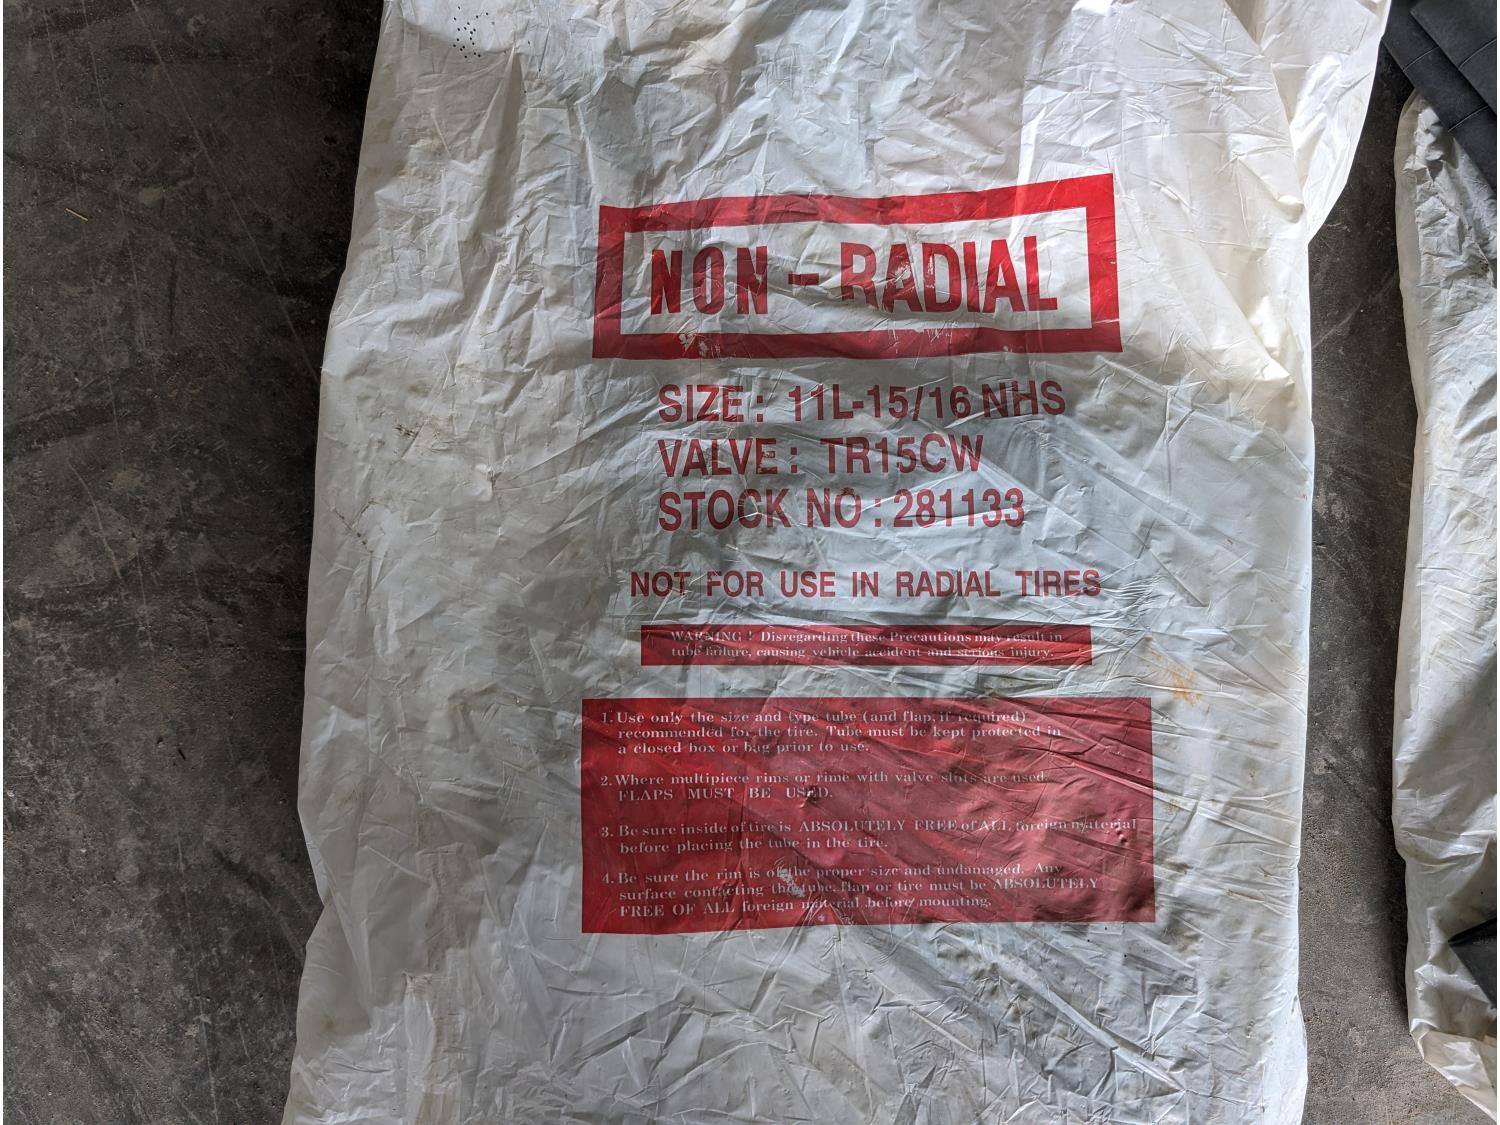 NON - RADIAL
SIZE : 11L-15/16 NHS
VALVE : TR15CW
STOCK NO : 281133
NOT FOR USE IN RADIAL TIRES
WARNING ! Disregarding these Precautions may result in
tube failure, causing vehicle accident and serious injury.
1. Use only the size and type tube (and flap, if required)
recommended for the tire. Tube must be kept protected in
a closed box or bag prior to use.
2. Where multipiece rims or rime with valve slots are used.
FLAPS MUST BE USED.
3. Be sure inside of tire is ABSOLUTELY FREE of ALL foreign material
before placing the tube in the tire.
4. Be sure the rim is of the proper size and undamaged. Any
surface contacting the tube, flap or tire must be ABSOLUTELY
FREE OF ALL foreign material before mounting.